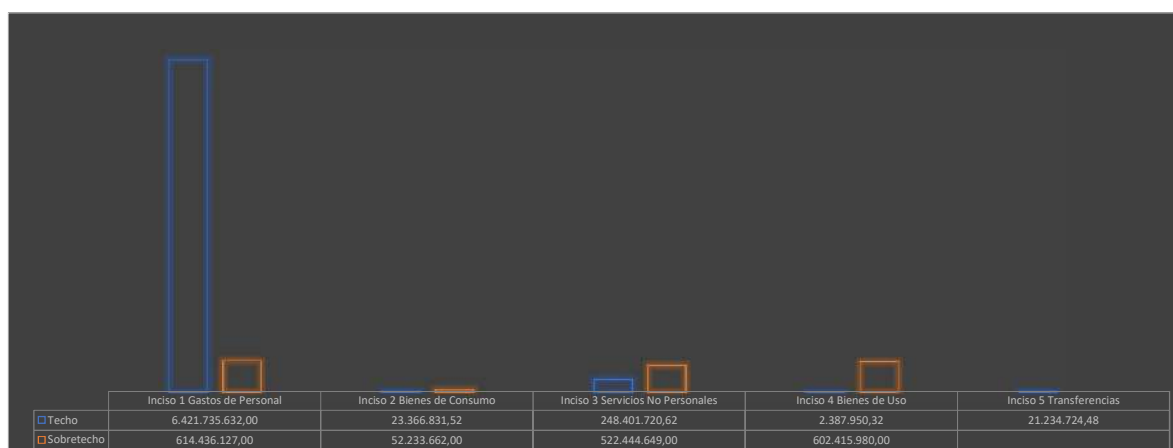 Inciso 1 Gastos de Personal Inciso 2 Bienes de Consumo Inciso 3 Servicios No Personales Inciso 4 Bienes de Uso Inciso 5 Transferencias
Techo 6.421.735.632,00 23.366.831,52 248.401.720,62 2.387.950,32 21.234.724,48
Sobretecho 614.436.127,00 52.233.662,00 522.444.649,00 602.415.980,00